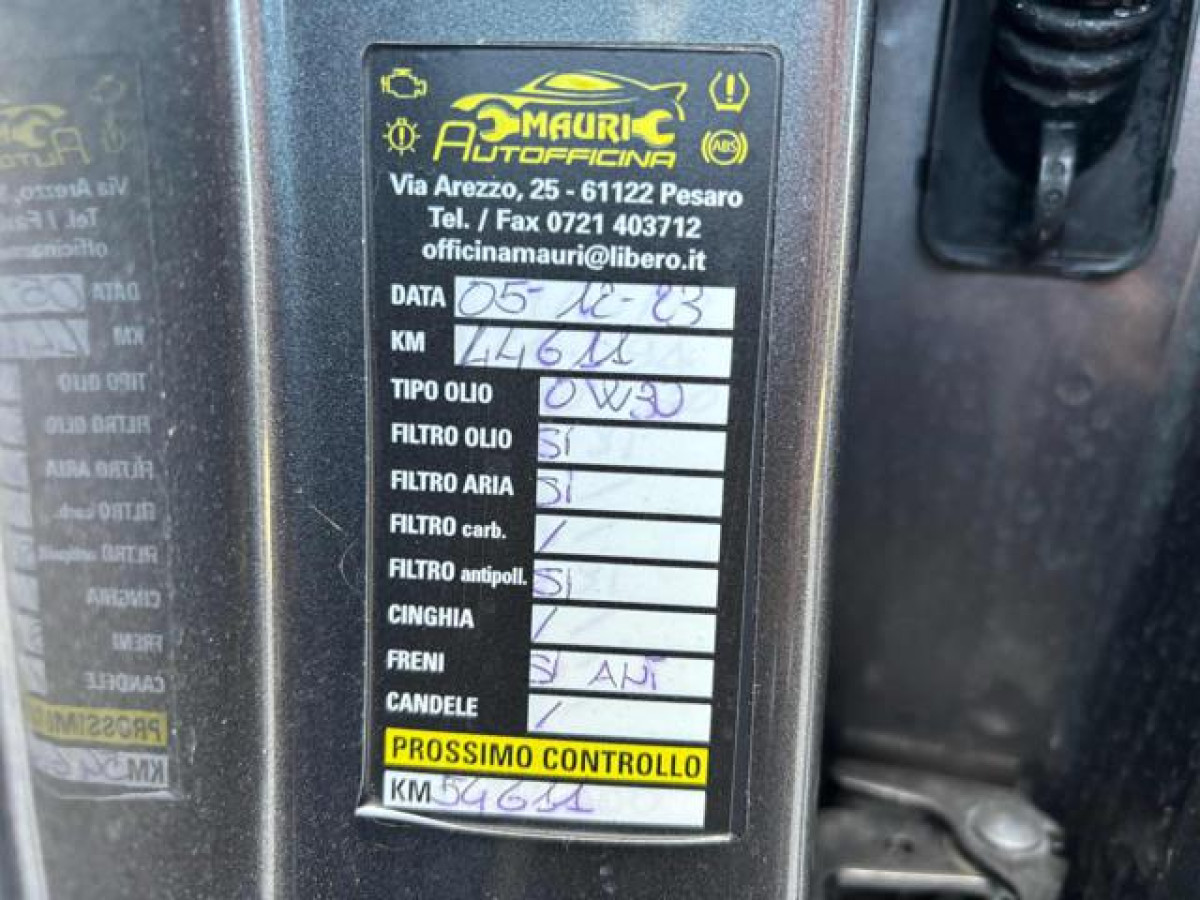 MAURI
AUTOFFICINA
ABS
Via Arezzo, 25 - 61122 Pesaro
Tel. / Fax 0721 403712
officinamauri@libero.it
DATA 05-12-23
KM 44611
TIPO OLIO 0W30
FILTRO OLIO SI
FILTRO ARIA SI
FILTRO carb. /
FILTRO antipoll. SI
CINGHIA /
FRENI SI ANT
CANDELE /
PROSSIMO CONTROLLO
KM 54611